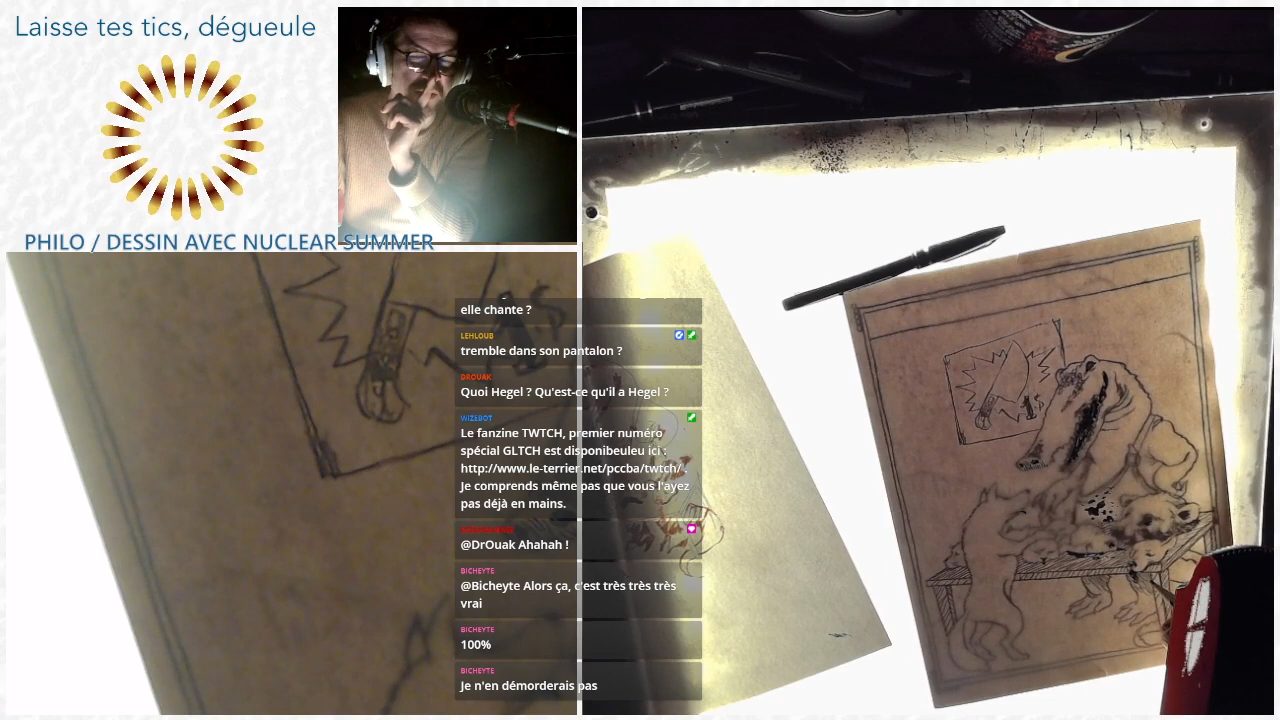 Laisse tes tics, dégueule
PHILO / DESSIN AVEC NUCLEAR SUMMER
elle chante ?
LEHLOUB
tremble dans son pantalon ?
DROUAK
Quoi Hegel ? Qu'est-ce qu'il a Hegel ?
WIZEBOT
Le fanzine TWTCH, premier numéro
spécial GLTCH est disponibeuleu ici :
http://www.le-terrier.net/pccba/twtch/ .
Je comprends même pas que vous l'ayez
pas déjà en mains.
@DrOuak Ahahah !
BICHEYTE
@Bicheyte Alors ça, c'est très très très
vrai
BICHEYTE
100%
BICHEYTE
Je n'en démorderais pas